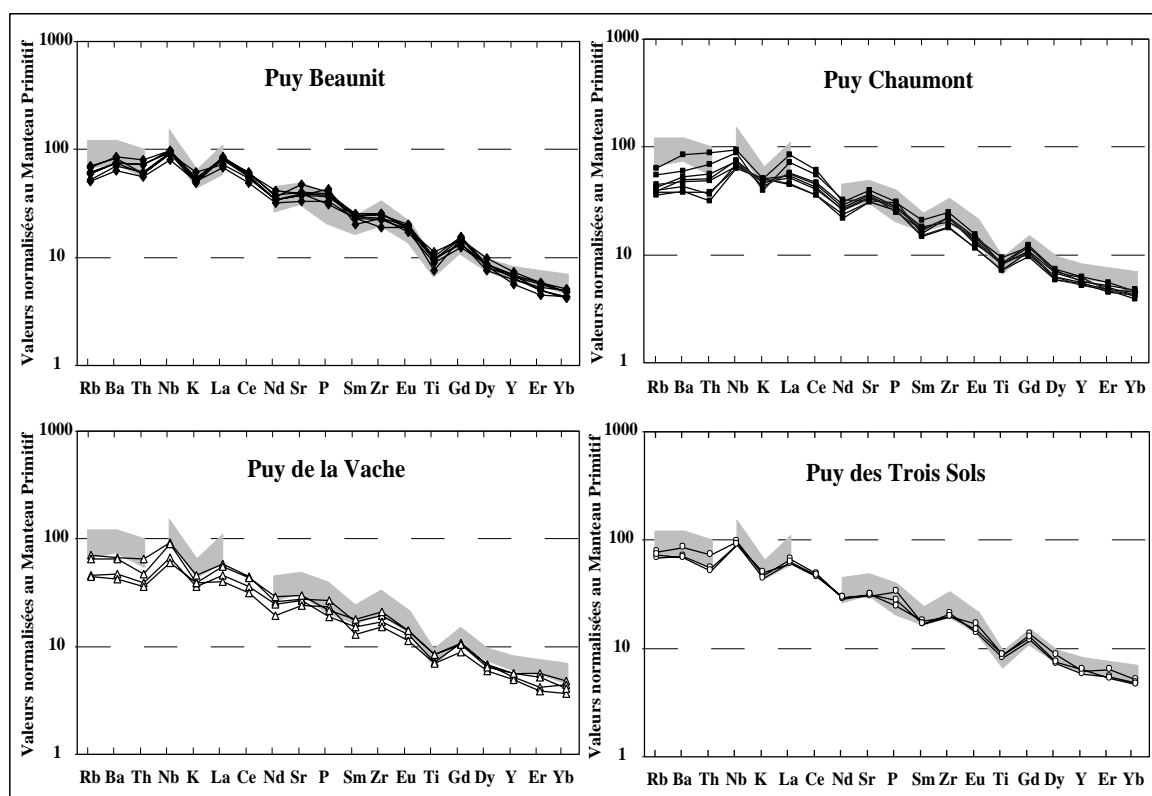 Valeurs normalisées au Manteau Primitif
1000
100
10
1
Puy Beaunit
Rb Ba Th Nb K La Ce Nd Sr P Sm Zr Eu Ti Gd Dy Y Er Yb
Valeurs normalisées au Manteau Primitif
1000
100
10
1
Puy Chaumont
Rb Ba Th Nb K La Ce Nd Sr P Sm Zr Eu Ti Gd Dy Y Er Yb
Valeurs normalisées au Manteau Primitif
1000
100
10
1
Puy de la Vache
Rb Ba Th Nb K La Ce Nd Sr P Sm Zr Eu Ti Gd Dy Y Er Yb
Valeurs normalisées au Manteau Primitif
1000
100
10
1
Puy des Trois Sols
Rb Ba Th Nb K La Ce Nd Sr P Sm Zr Eu Ti Gd Dy Y Er Yb